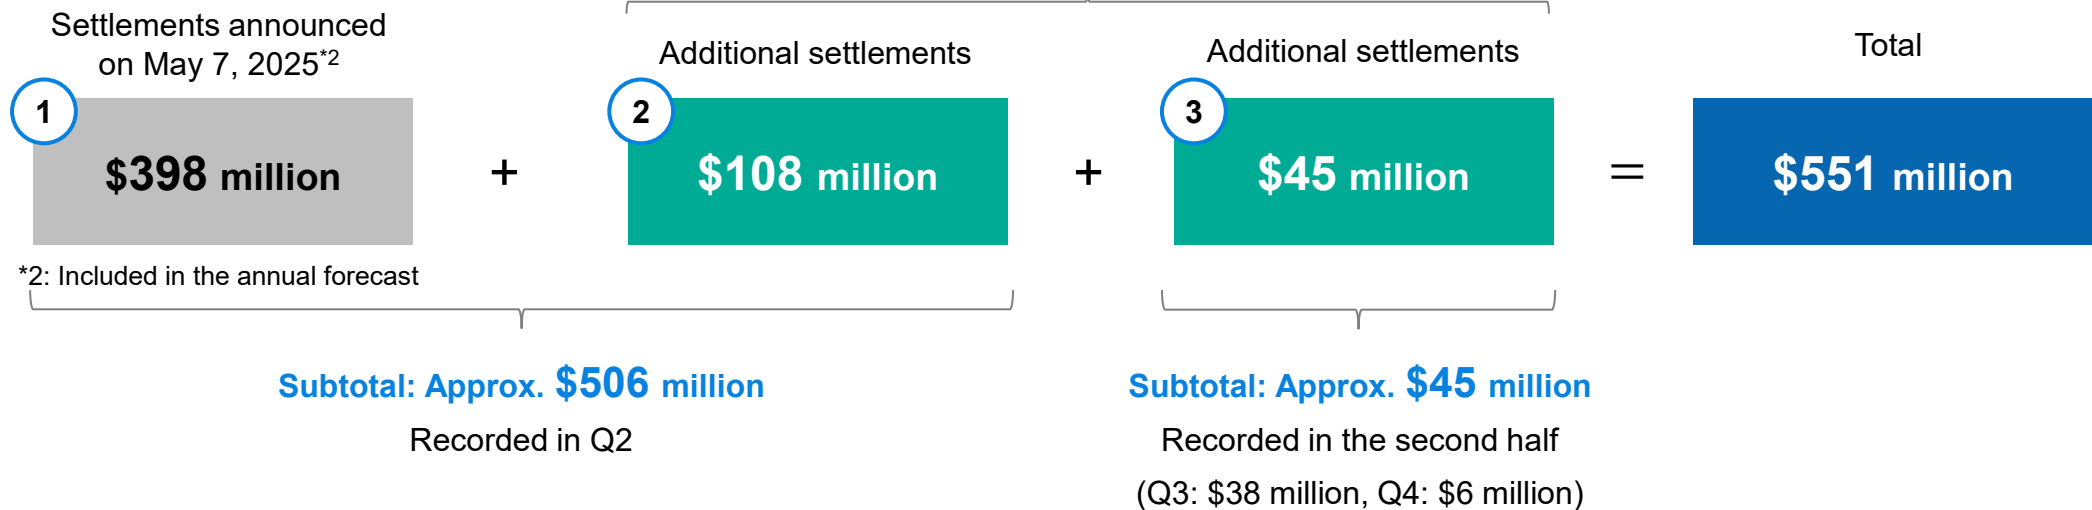 Settlements announced
on May 7, 2025*2
1
$398 million
*2: Included in the annual forecast
+
Additional settlements
2
$108 million
+
Additional settlements
3
$45 million
=
Total
$551 million
Subtotal: Approx. $506 million
Recorded in Q2
Subtotal: Approx. $45 million
Recorded in the second half
(Q3: $38 million, Q4: $6 million)